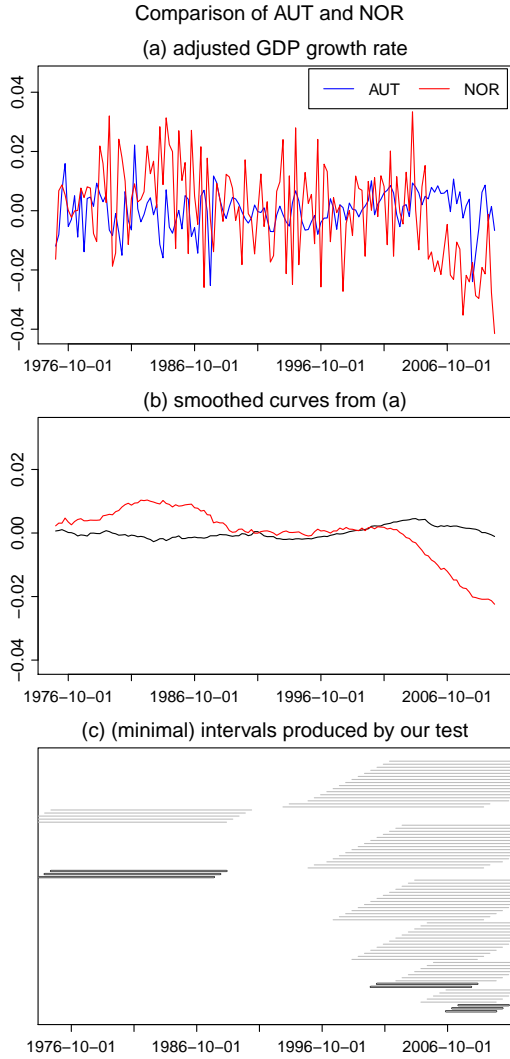 Comparison of AUT and NOR
(a) adjusted GDP growth rate
AUT NOR
0.04
0.02
0.00
−0.02
−0.04
1976−10−01 1986−10−01 1996−10−01 2006−10−01
(b) smoothed curves from (a)
0.02
0.00
−0.02
−0.04
1976−10−01 1986−10−01 1996−10−01 2006−10−01
(c) (minimal) intervals produced by our test
1976−10−01 1986−10−01 1996−10−01 2006−10−01